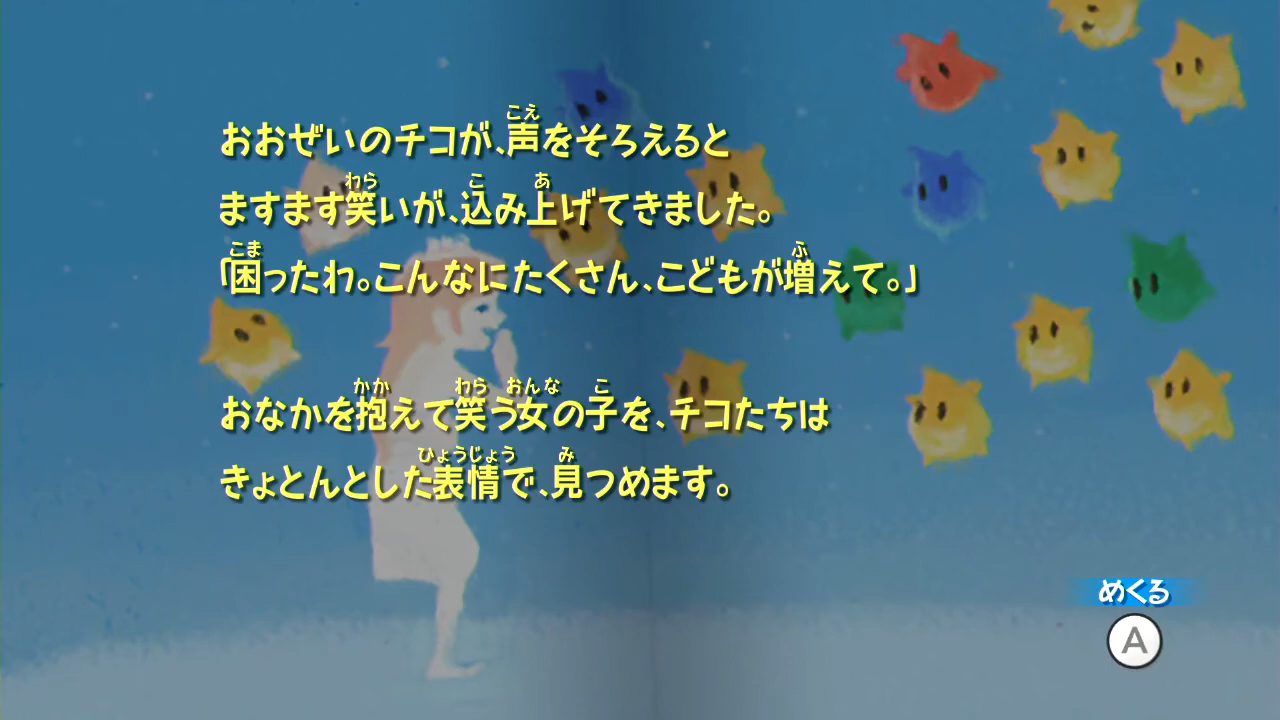 おおぜいのチコが、声をそろえると
ますます笑いが、込み上げてきました。
「困ったわ。こんなにたくさん、こどもが増えて。」
おなかを抱えて笑う女の子を、チコたちは
きょとんとした表情で、見つめます。
めくる
A